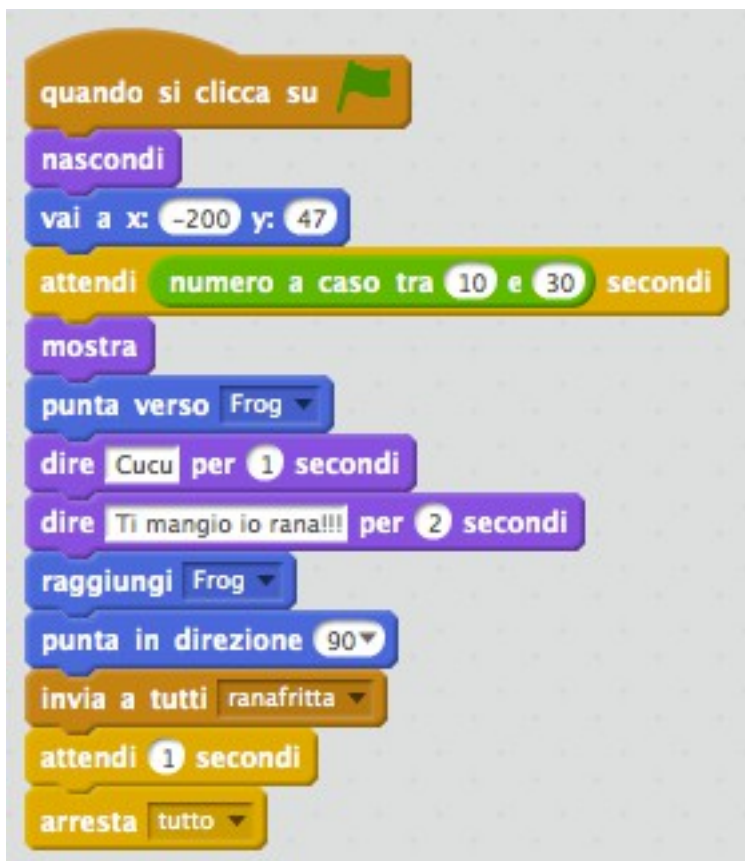 quando si clicca su
nascondi
vai a x: -200 y: 47
attendi numero a caso tra 10 e 30 secondi
mostra
punta verso Frog
dire Cucu per 1 secondi
dire Ti mangio io rana!!! per 2 secondi
raggiungi Frog
punta in direzione 90
invia a tutti ranafritta
attendi 1 secondi
arresta tutto